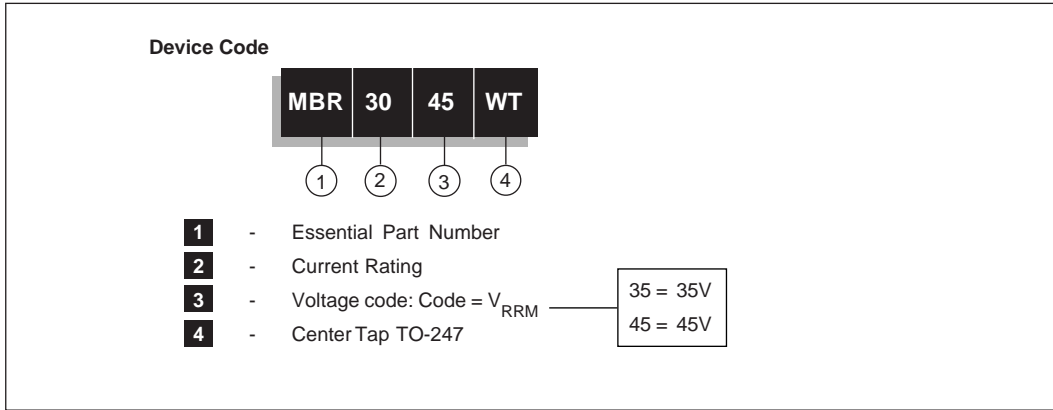 Device Code
MBR 30 45 WT
1 2 3 4
1 - Essential Part Number
2 - Current Rating
3 - Voltage code: Code = VRRM
35 = 35V
45 = 45V
4 - Center Tap TO-247